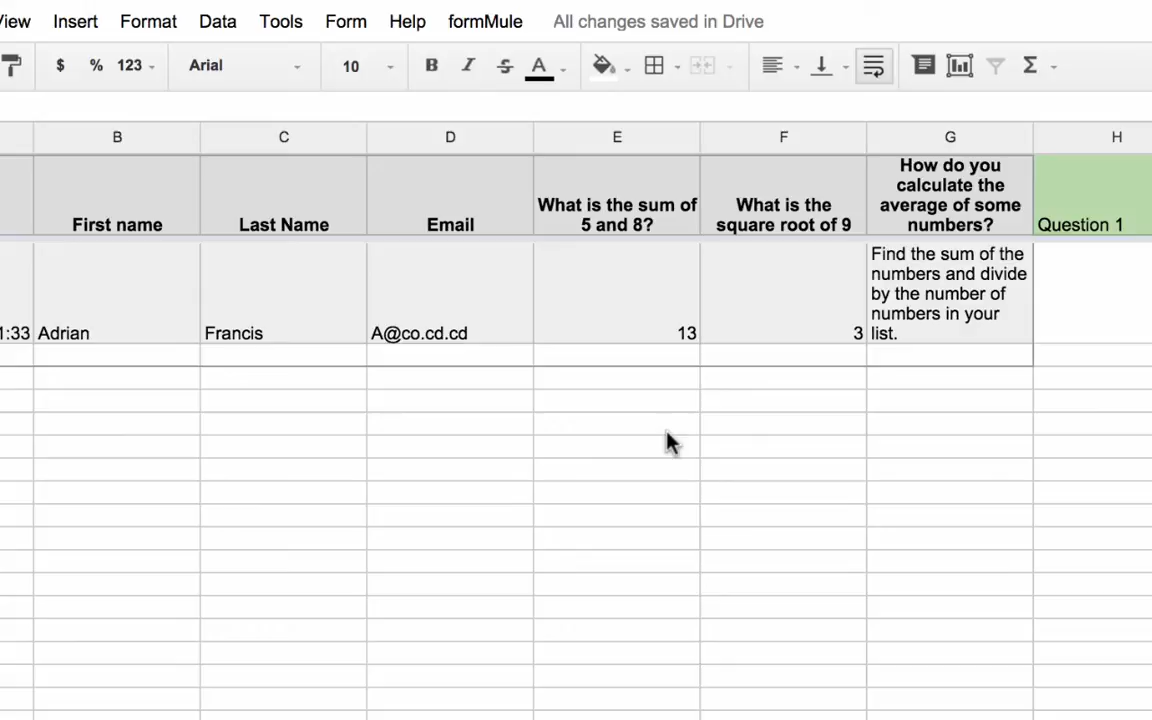 View Insert Format Data Tools Form Help formMule All changes saved in Drive
$ % 123 Arial 10 B I S A Σ
B C D E F G H
First name
Last Name
Email
What is the sum of
5 and 8?
What is the
square root of 9
How do you
calculate the
average of some
numbers?
Question 1
1:33
Adrian
Francis
A@co.cd.cd
13
3
Find the sum of the
numbers and divide
by the number of
numbers in your
list.